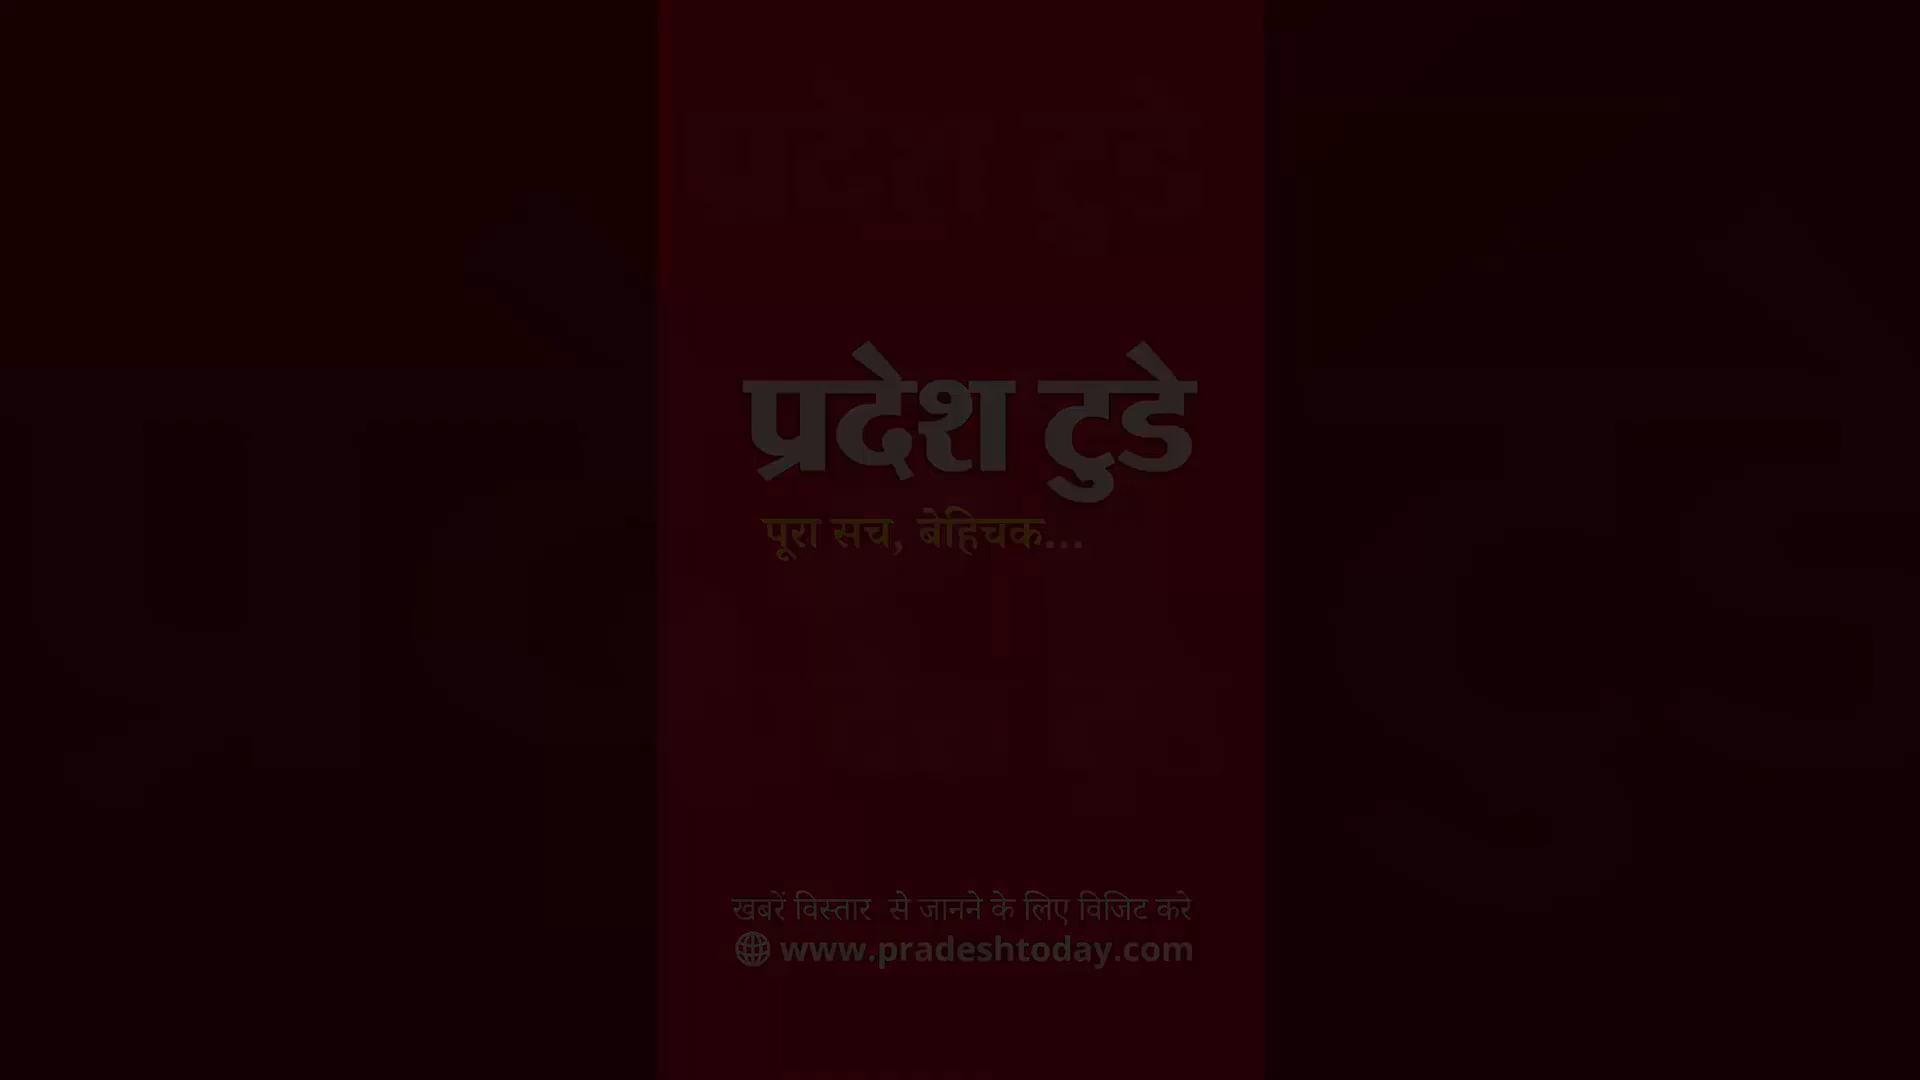 प्रदेश टुडे
पूरा सच, बेहिचक...
खबरें विस्तार से जानने के लिए विजिट करे
www.pradeshtoday.com